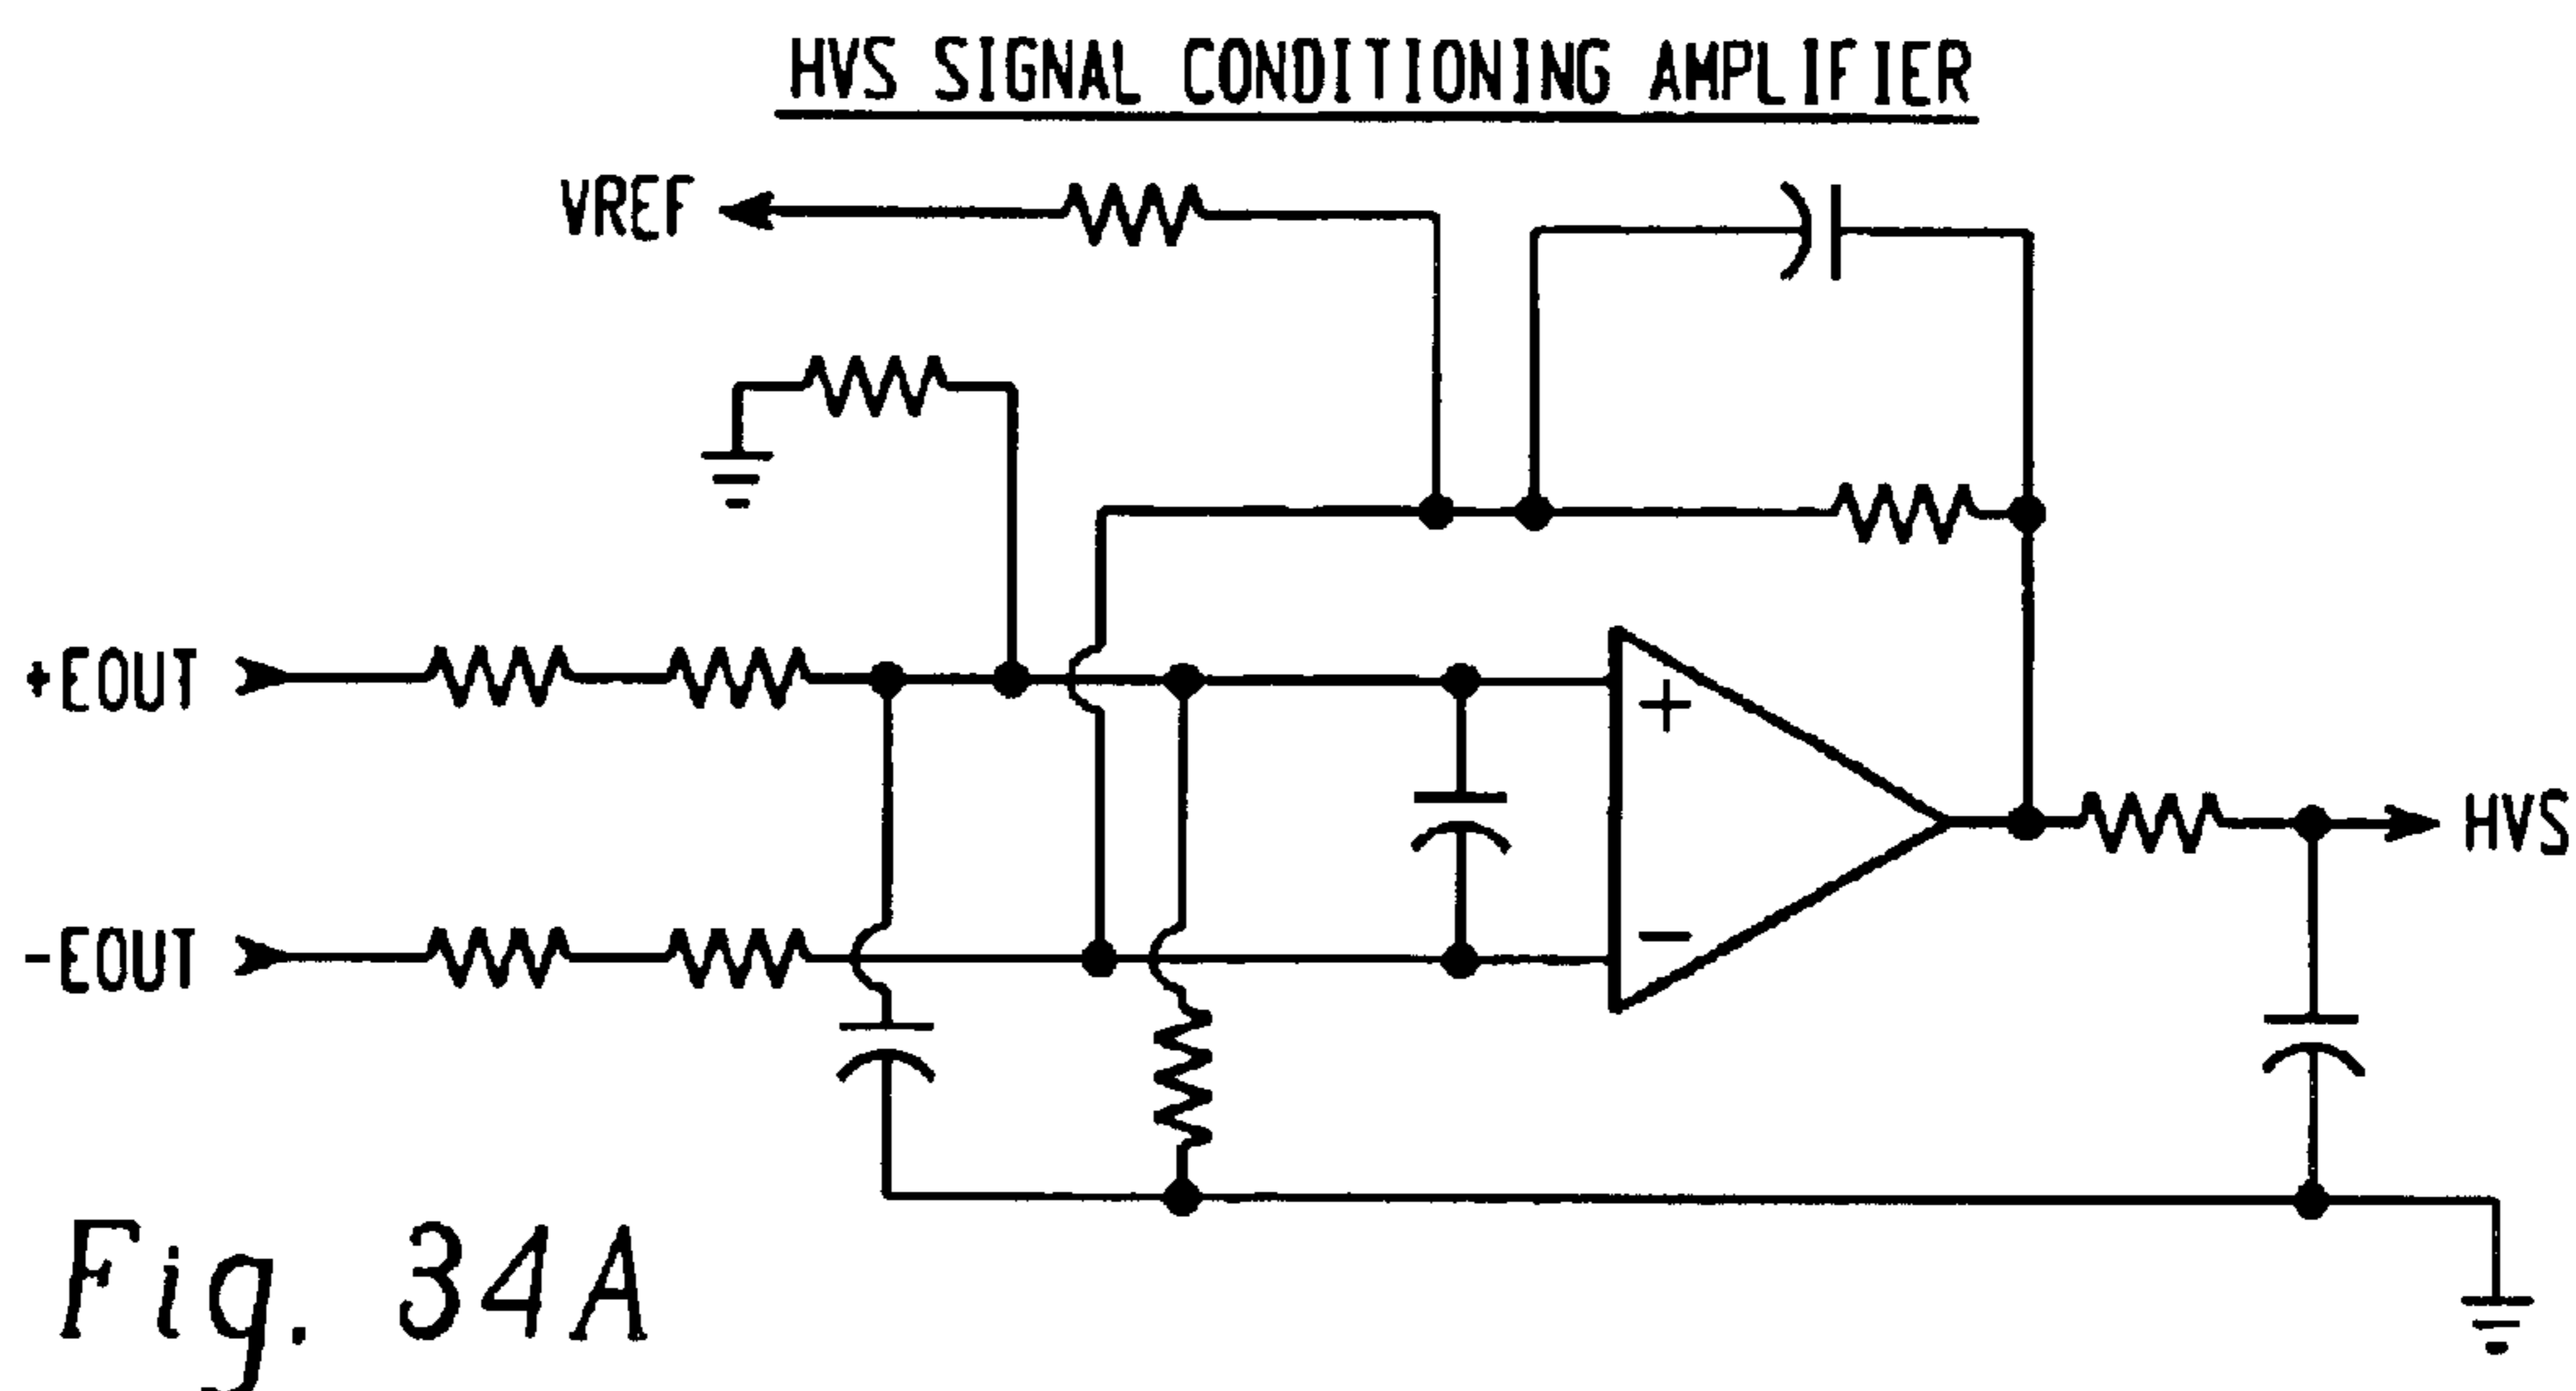 HVS SIGNAL CONDITIONING AMPLIFIER
VREF
+EOUT
+
HVS
-EOUT
-
Fig. 34A